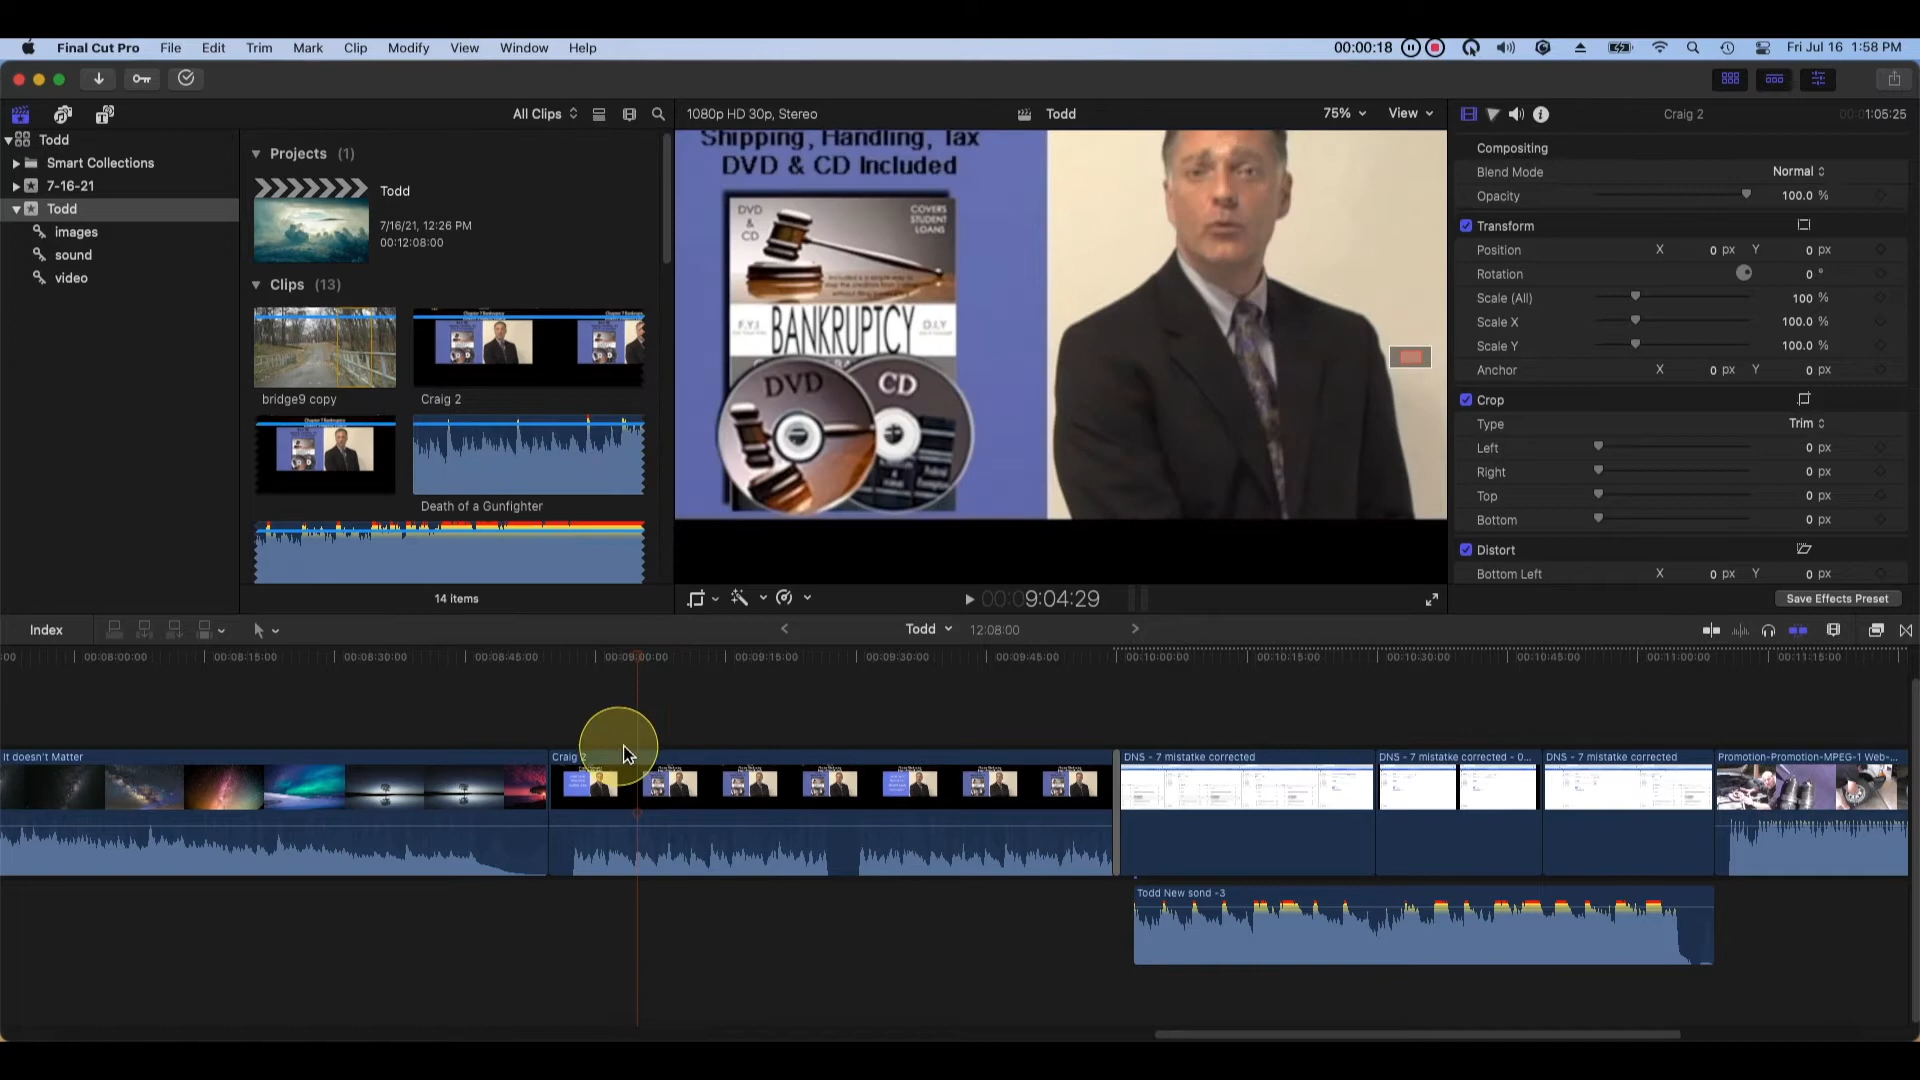 Final Cut Pro File Edit Trim Mark Clip Modify View Window Help 00:00:18 Fri Jul 16 1:58 PM
All Clips 1080p HD 30p, Stereo Todd 75% View Craig 2 00:00:1:05:25
Todd
Smart Collections
7-16-21
Todd
images
sound
video
Projects (1)
Todd
7/16/21, 12:26 PM
00:12:08:00
Clips (13)
bridge9 copy
Craig 2
Death of a Gunfighter
14 items
Shipping, Handling, Tax
DVD & CD Included
DVD
&
CD
COVERS
STUDENT
LOANS
F.Y.I
BANKRUPTCY
D.I.Y
DVD
CD
00:00:9:04:29
Compositing
Blend Mode Normal
Opacity 100.0 %
Transform
Position X 0 px Y 0 px
Rotation 0 °
Scale (All) 100 %
Scale X 100.0 %
Scale Y 100.0 %
Anchor X 0 px Y 0 px
Crop
Type Trim
Left 0 px
Right 0 px
Top 0 px
Bottom 0 px
Distort
Bottom Left X 0 px Y 0 px
Save Effects Preset
Index Todd 12:08:00
:00 00:08:00:00 00:08:15:00 00:08:30:00 00:08:45:00 00:09:00:00 00:09:15:00 00:09:30:00 00:09:45:00 00:10:00:00 00:10:15:00 00:10:30:00 00:10:45:00 00:11:00:00 00:11:15:00
It doesn't Matter
Craig 2
DNS - 7 mistatke corrected
DNS - 7 mistatke corrected - 0...
DNS - 7 mistatke corrected
Promotion-Promotion-MPEG-1 Web-...
Todd New sond -3